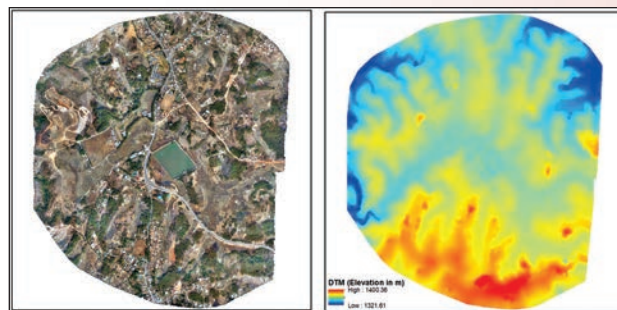 DTM (Elevation in m)
High : 1400.36
Low : 1321.61